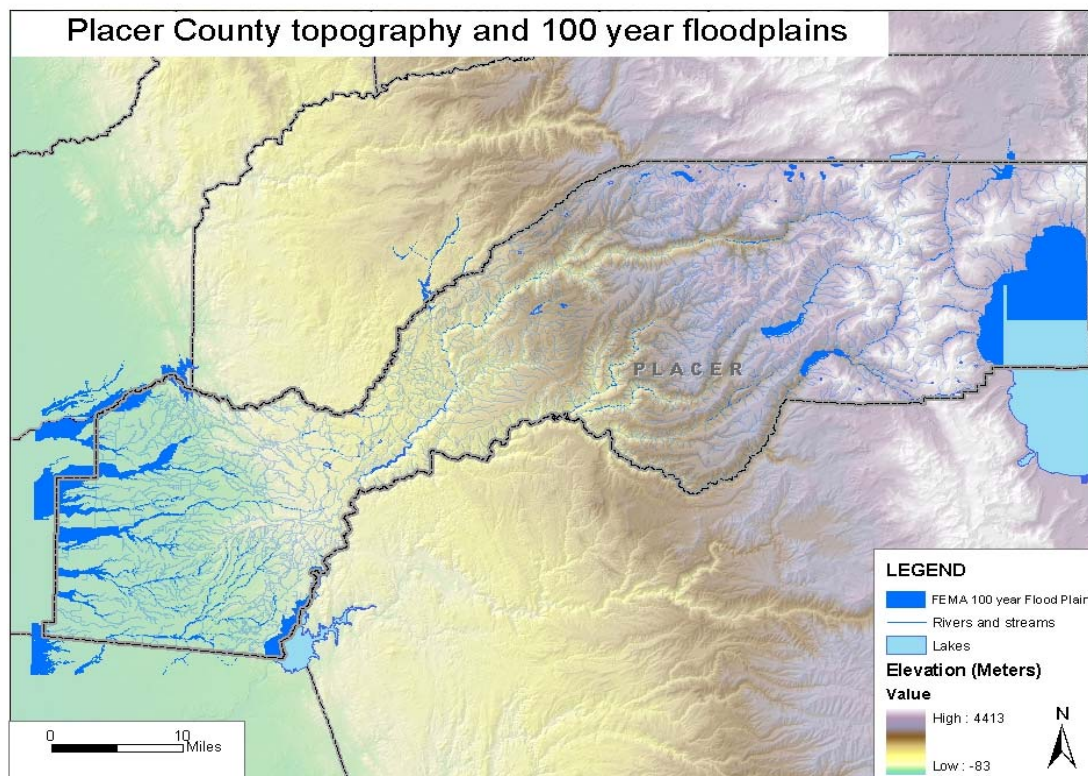 Placer County topography and 100 year floodplains
PLACER
LEGEND
FEMA 100 year Flood Plain
Rivers and streams
Lakes
Elevation (Meters)
Value
High : 4413
Low : -83
N
0 10
Miles